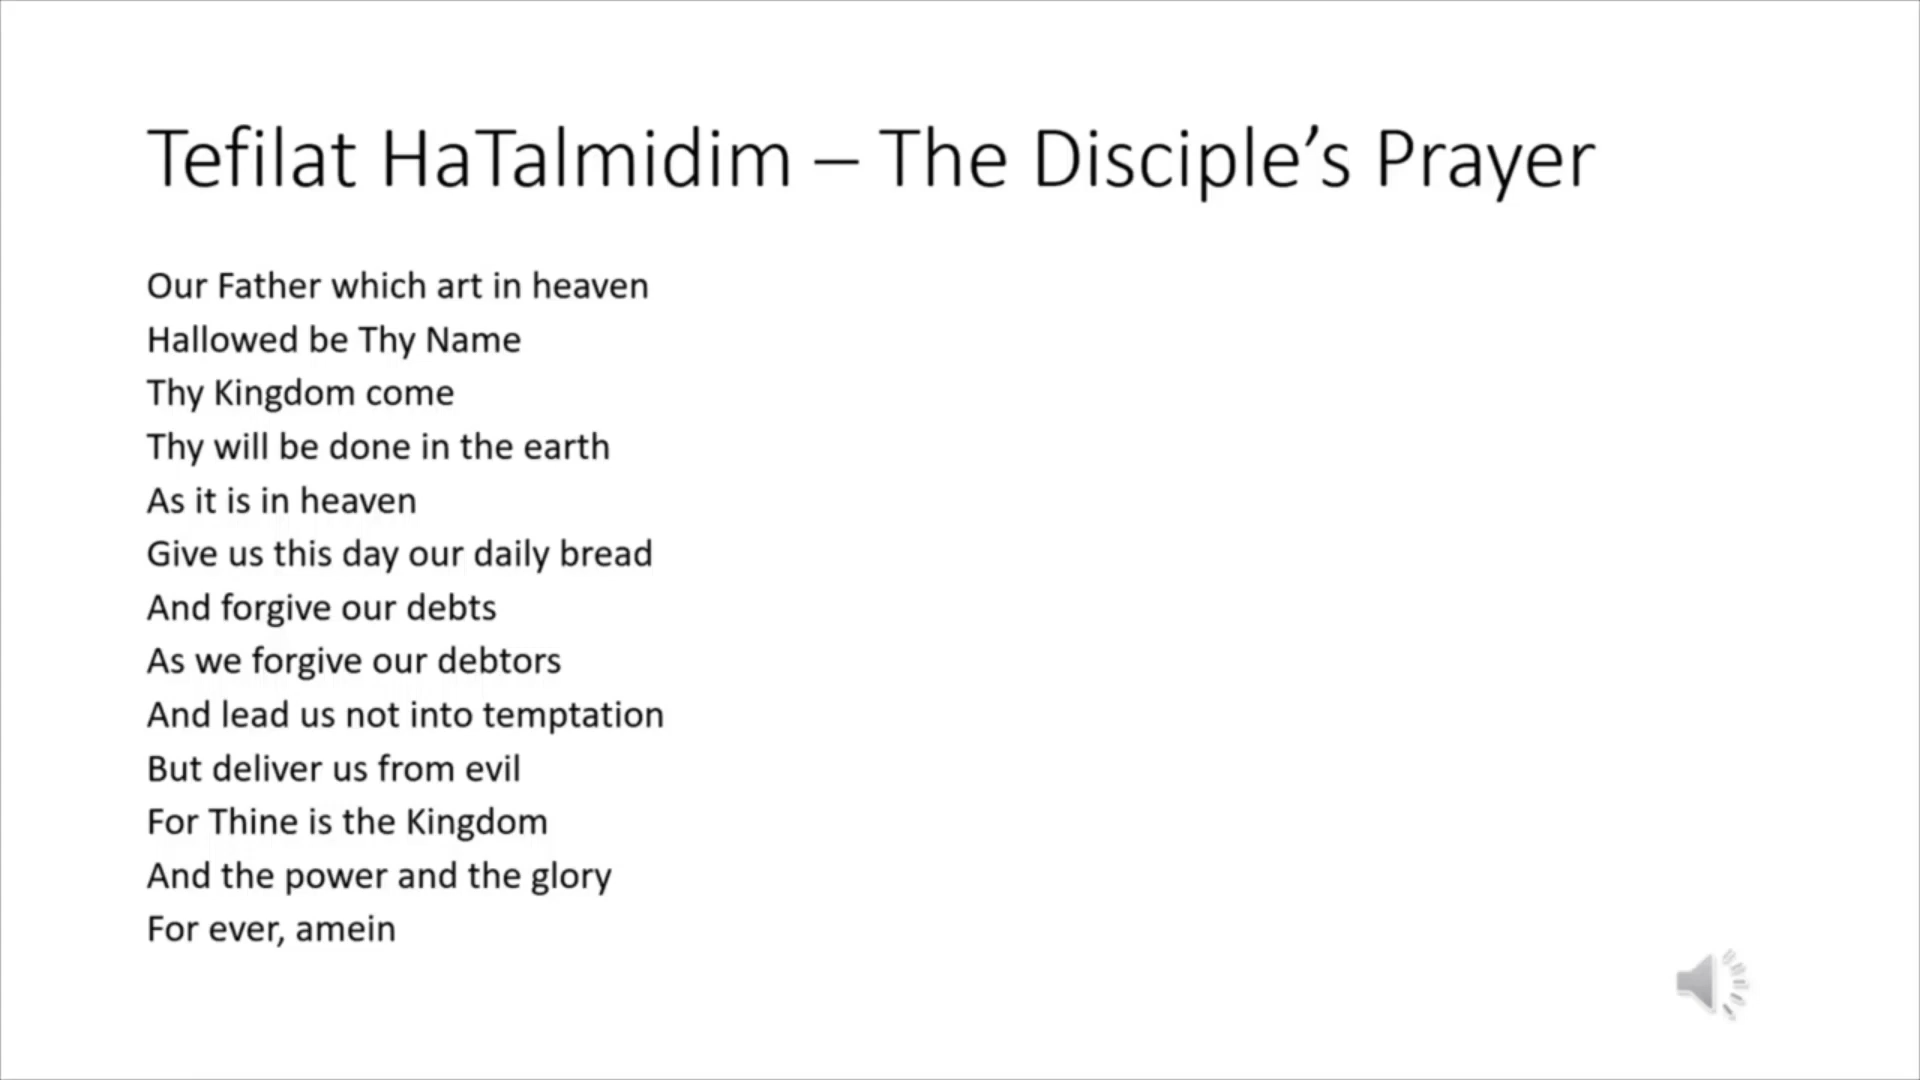 Tefilat HaTalmidim – The Disciple’s Prayer
Our Father which art in heaven
Hallowed be Thy Name
Thy Kingdom come
Thy will be done in the earth
As it is in heaven
Give us this day our daily bread
And forgive our debts
As we forgive our debtors
And lead us not into temptation
But deliver us from evil
For Thine is the Kingdom
And the power and the glory
For ever, amein